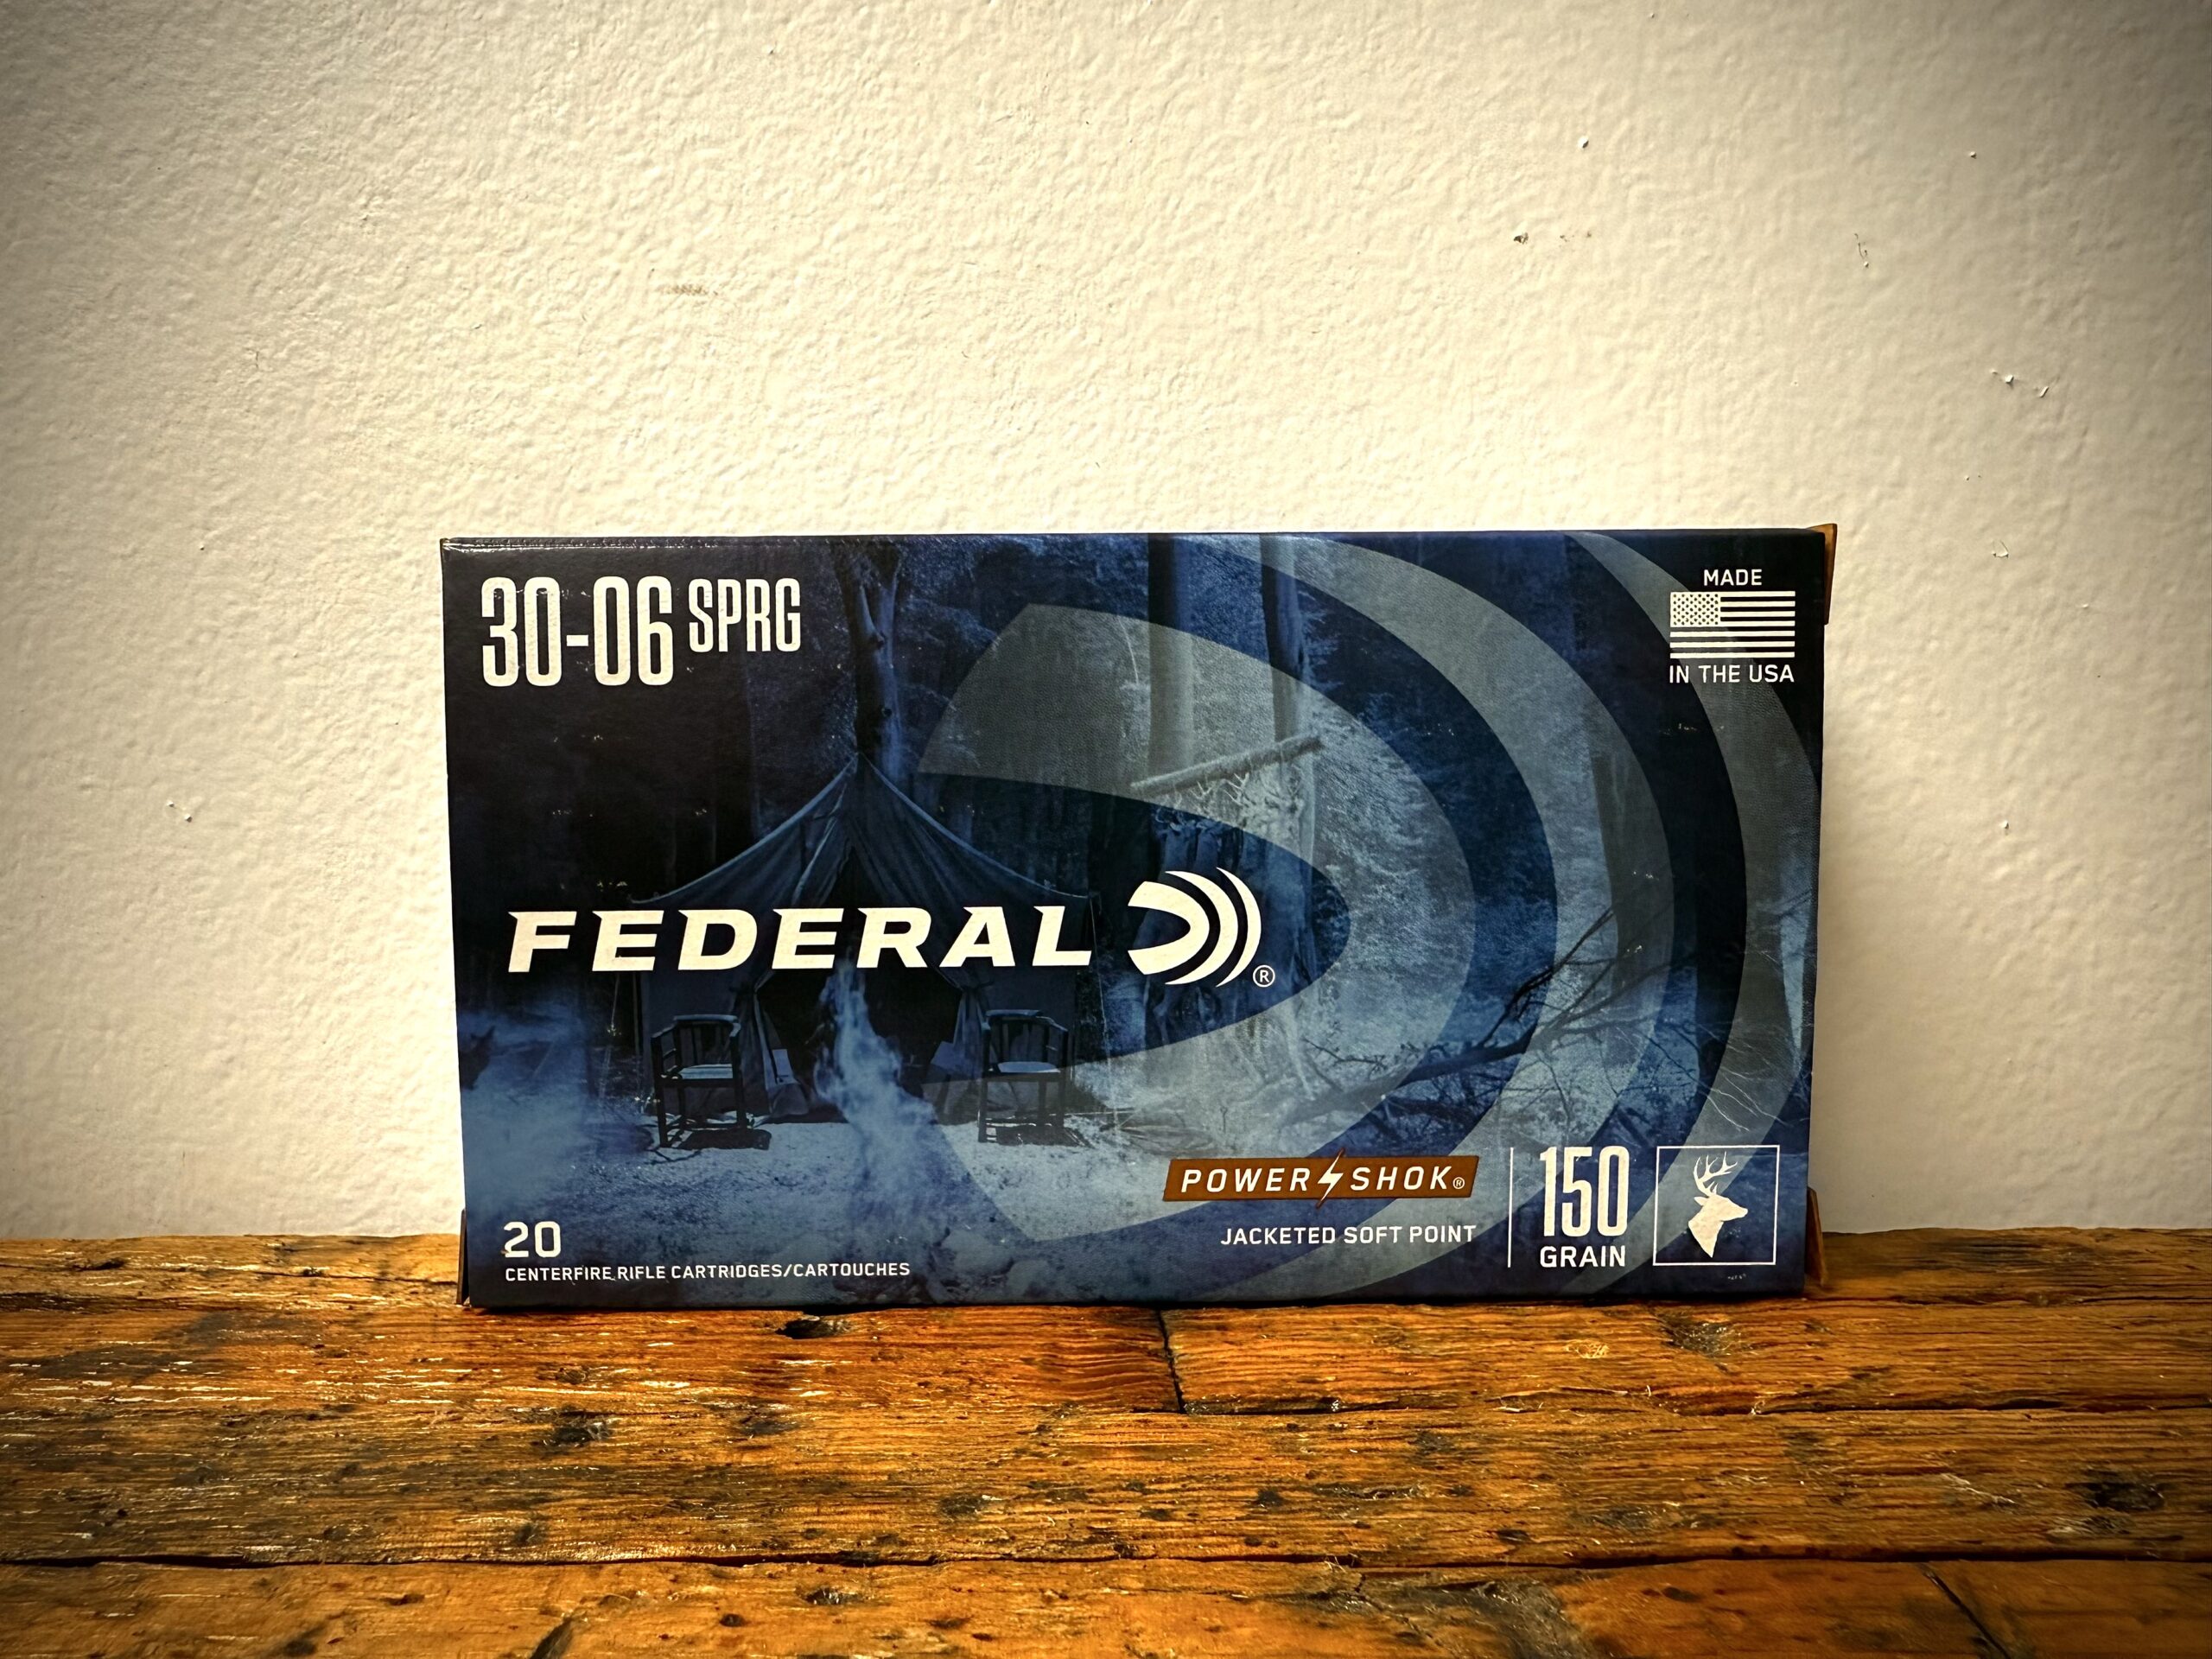 30-06 SPRG
MADE
IN THE USA
FEDERAL ®
POWER SHOK®
JACKETED SOFT POINT
150
GRAIN
20
CENTERFIRE RIFLE CARTRIDGES/CARTOUCHES